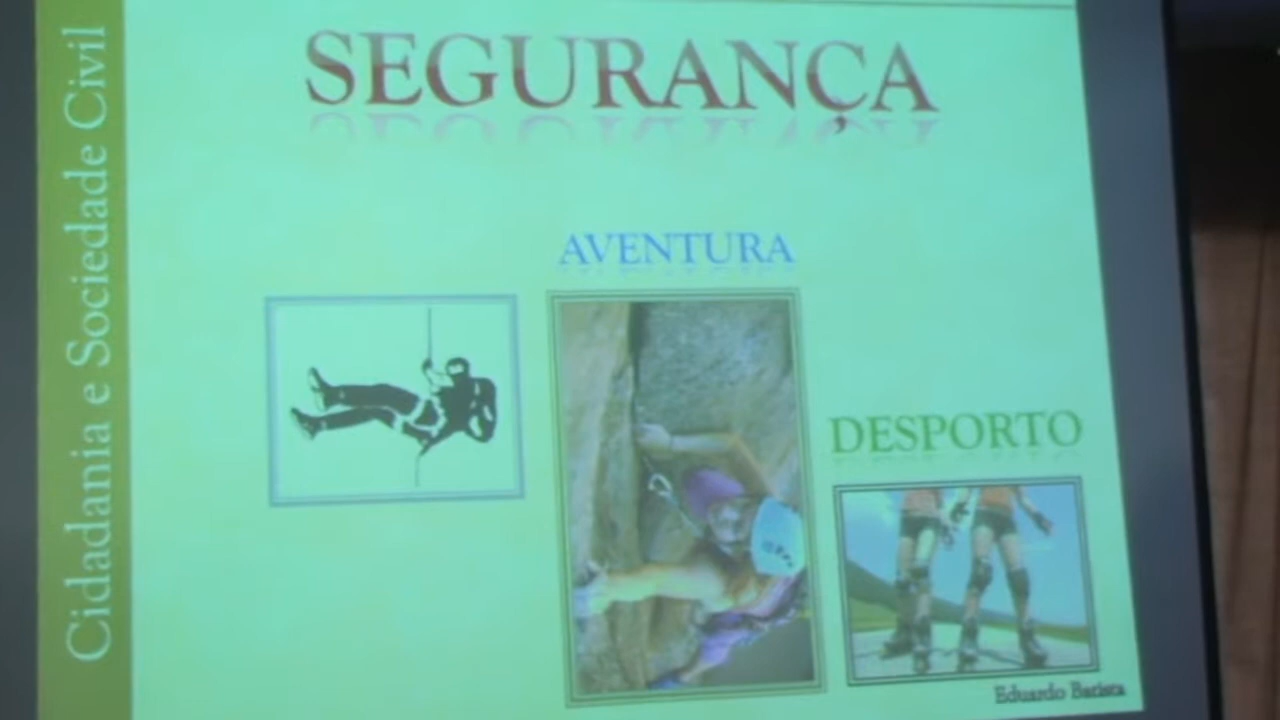 Cidadania e Sociedade Civil
SEGURANÇA
AVENTURA
DESPORTO
Eduardo Batista